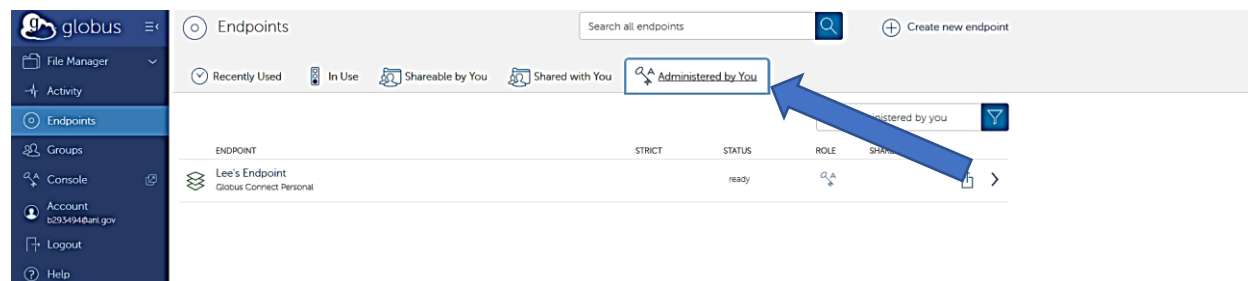 globus
File Manager
Activity
Endpoints
Groups
Console
Account
b293494@anl.gov
Logout
Help
Endpoints
Search all endpoints
Create new endpoint
Recently Used
In Use
Shareable by You
Shared with You
Administered by You
administered by you
ENDPOINT STRICT STATUS ROLE
Lee's Endpoint ready
Globus Connect Personal